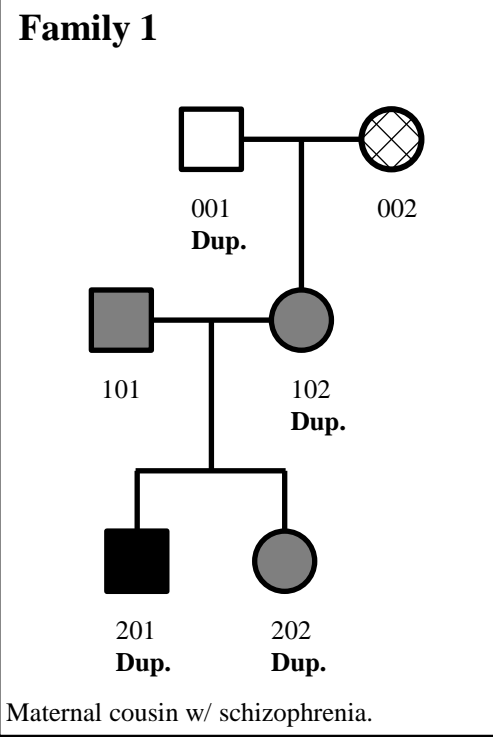 Family 1
001 002
Dup.
101 102
Dup.
201 202
Dup. Dup.
Maternal cousin w/ schizophrenia.